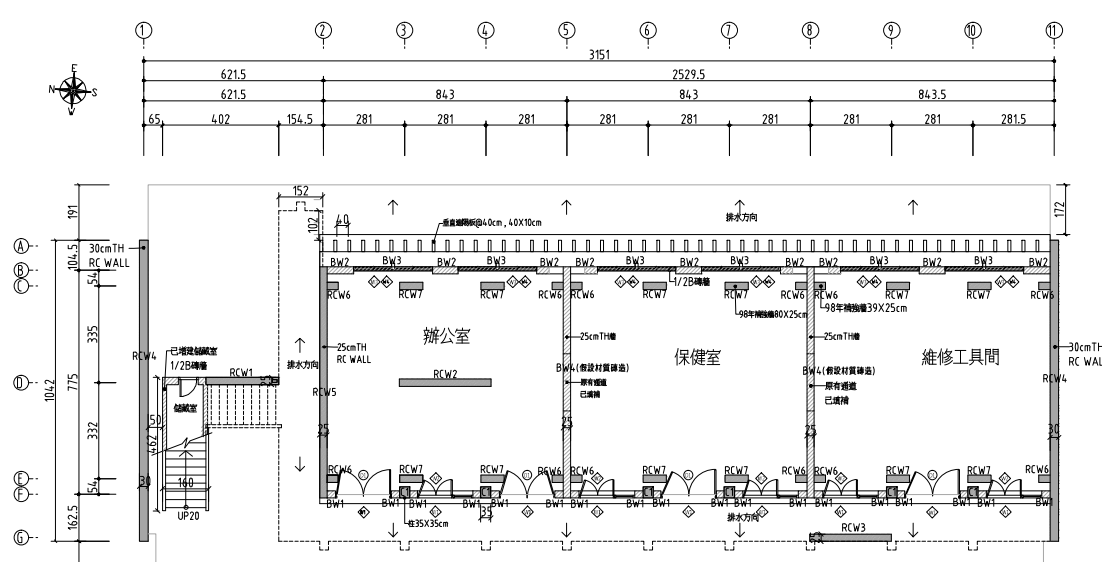 1 2 3 4 5 6 7 8 9 10 11
3151
621.5 2529.5
621.5 843 843 843.5
65 402 154.5 281 281 281 281 281 281 281 281 281.5
E
N S
W
152
191 172
102 40 垂直遮陽板@40cm , 40X10cm 排水方向
A
30cmTH
RC WALL
104.5
BW2 BW3 BW2 BW2 BW3 BW2 BW3 BW2 BW2 BW3 BW2 BW3 BW2
B
54
C
1/2B磚牆
RCW6 RCW7 RCW7 RCW6 RCW6 RCW7 RCW7 RCW6 RCW6 RCW7 RCW7 RCW6
98年補強牆80X25cm
98年補強牆39X25cm
335
辦公室
25cmTH牆
25cmTH牆
25cmTH
RC WALL
30cmTH
RC WALL
保健室
維修工具間
RCW4
已增建儲藏室
1/2B磚牆
排水方向
RCW1
25
RCW2
BW4(假設材質磚造)
BW4(假設材質磚造)
RCW4
D
1042 775
原有通道
已填補
原有通道
已填補
儲藏室
RCW5
50
462
332
25 25 25 30
RCW6 RCW7 RCW7 RCW6 RCW6 RCW7 RCW7 RCW6 RCW6 RCW7 RCW7 RCW6
E
54
30 160
F
C1 C1 C1 C1 C1 C1
BW1 BW1 BW1 BW1 BW1 BW1 BW1 BW1 BW1 BW1 BW1 BW1
UP20
162.5
柱35X35cm
35
排水方向
RCW3
G